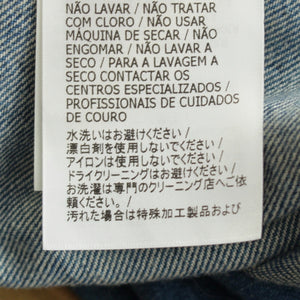 NÃO LAVAR / NÃO TRATAR
COM CLORO / NÃO USAR
MÁQUINA DE SECAR / NÃO
ENGOMAR / NÃO LAVAR A
SECO / PARA A LAVAGEM A
SECO CONTACTAR OS
CENTROS ESPECIALIZADOS /
PROFISSIONAIS DE CUIDADOS
DE COURO
水洗いはお避けください /
漂白剤を使用しないでください /
アイロンは使用しないでください /
ドライクリーニングはお避けください /
お洗濯は専門のクリーニング店へご依
頼ください。 /
汚れた場合は特殊加工製品および